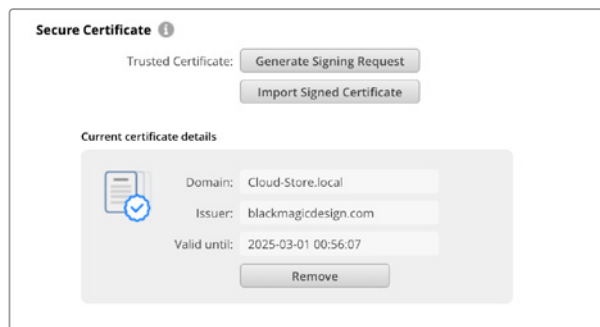 Secure Certificate
Trusted Certificate: Generate Signing Request
Import Signed Certificate
Current certificate details
Domain: Cloud-Store.local
Issuer: blackmagicdesign.com
Valid until: 2025-03-01 00:56:07
Remove